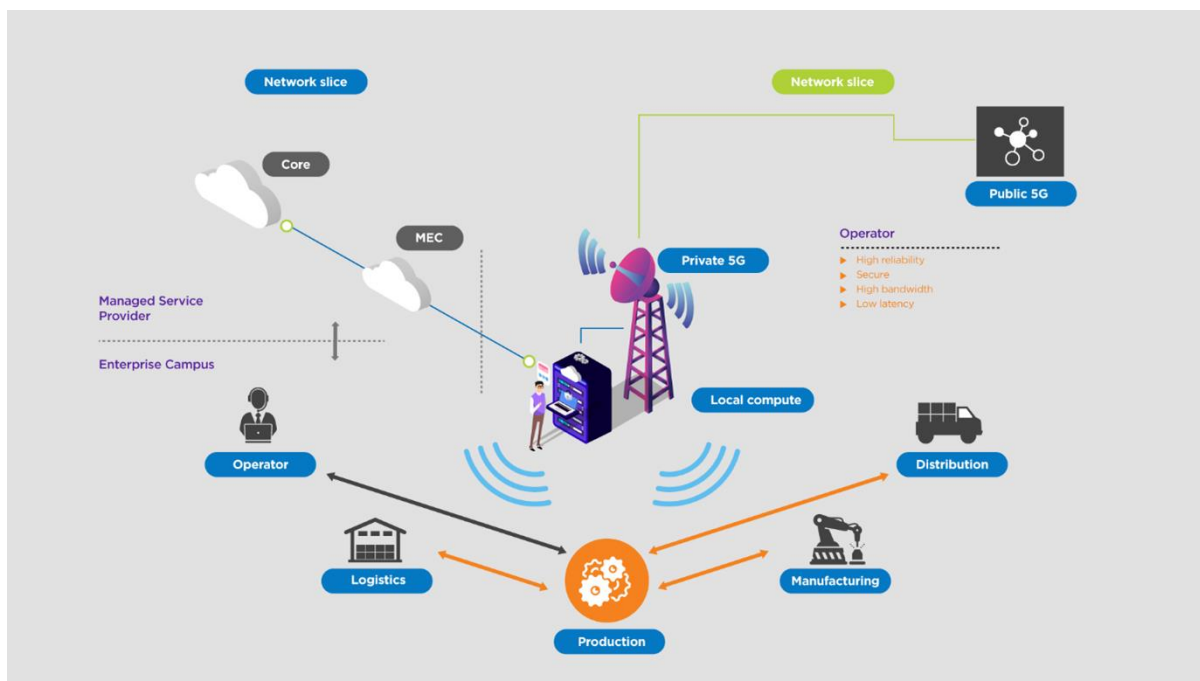 Network slice
Network slice
Core
Public 5G
MEC
Operator
High reliability
Secure
High bandwidth
Low latency
Private 5G
Managed Service
Provider
Enterprise Campus
Local compute
Operator
Distribution
Logistics
Manufacturing
Production